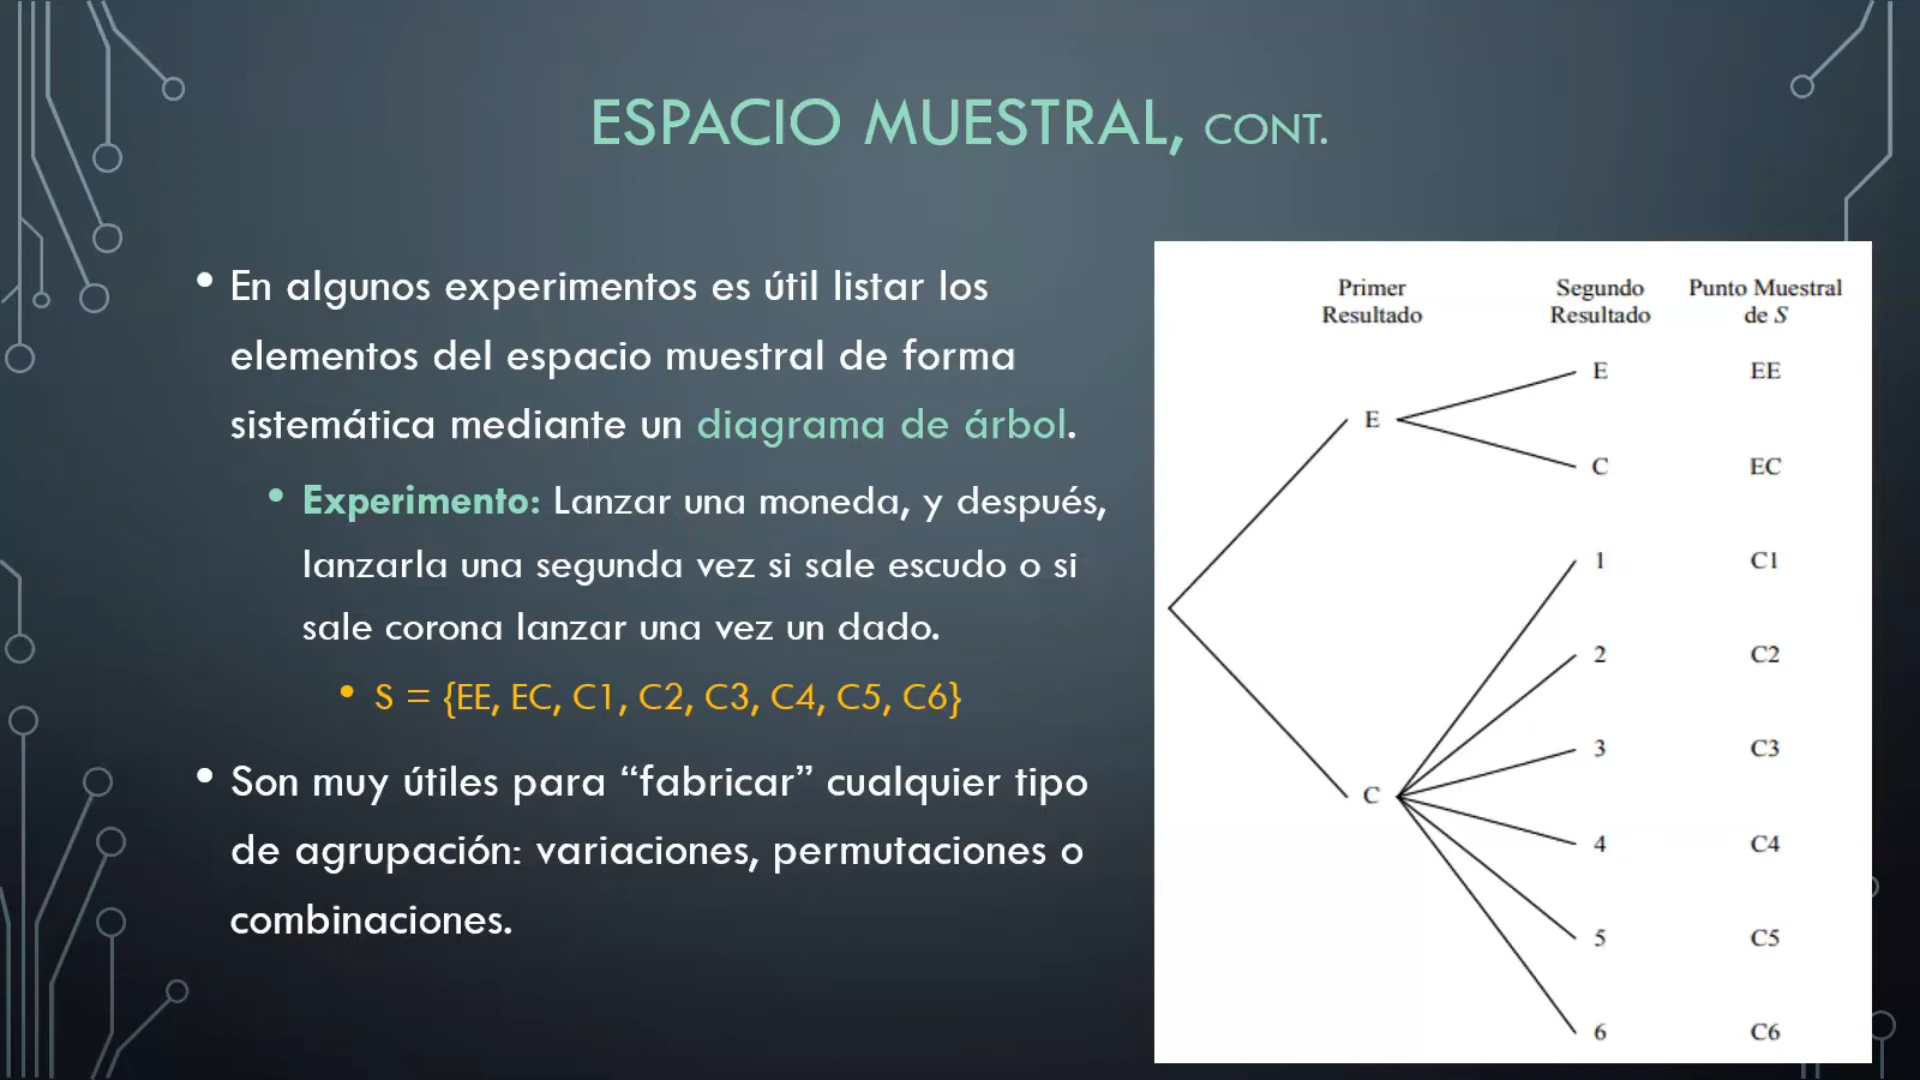 ESPACIO MUESTRAL, CONT.
• En algunos experimentos es útil listar los
elementos del espacio muestral de forma
sistemática mediante un diagrama de árbol.
• Experimento: Lanzar una moneda, y después,
lanzarla una segunda vez si sale escudo o si
sale corona lanzar una vez un dado.
• S = {EE, EC, C1, C2, C3, C4, C5, C6}
• Son muy útiles para “fabricar” cualquier tipo
de agrupación: variaciones, permutaciones o
combinaciones.
Primer Segundo Punto Muestral
Resultado Resultado de S
E EE
E
C EC
1 C1
2 C2
3 C3
C
4 C4
5 C5
6 C6